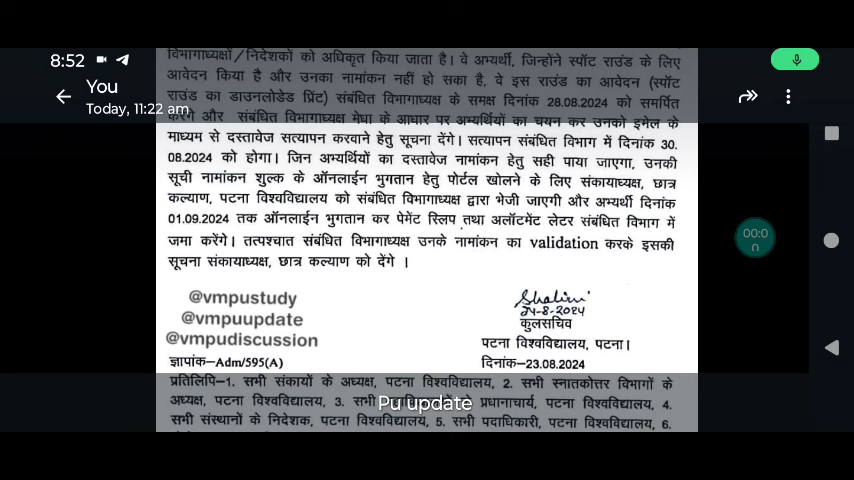 8:52
You
Today, 11:22 am
विभागाध्यक्षों/निदेशकों को अधिकृत किया जाता है। वे अभ्यर्थी, जिन्होंने स्पॉट राउंड के लिए
आवेदन किया है और उनका नामांकन नहीं हो सका है, वे इस राउंड का आवेदन (स्पॉट
राउंड का डाउनलोडेड प्रिंट) संबंधित विभागाध्यक्ष के समक्ष दिनांक 28.08.2024 को समर्पित
करेंगे और संबंधित विभागाध्यक्ष मेधा के आधार पर अभ्यर्थियों का चयन कर उनको इमेल के
माध्यम से दस्तावेज सत्यापन करवाने हेतु सूचना देंगे। सत्यापन संबंधित विभाग में दिनांक 30.
08.2024 को होगा। जिन अभ्यर्थियों का दस्तावेज नामांकन हेतु सही पाया जाएगा, उनकी
सूची नामांकन शुल्क के ऑनलाईन भुगतान हेतु पोर्टल खोलने के लिए संकायाध्यक्ष, छात्र
कल्याण, पटना विश्वविद्यालय को संबंधित विभागाध्यक्ष द्वारा भेजी जाएगी और अभ्यर्थी दिनांक
01.09.2024 तक ऑनलाईन भुगतान कर पेमेंट स्लिप तथा अलॉटमेंट लेटर संबंधित विभाग में
जमा करेंगे। तत्पश्चात संबंधित विभागाध्यक्ष उनके नामांकन का validation करके इसकी
सूचना संकायाध्यक्ष, छात्र कल्याण को देंगे ।
@vmpustudy
@vmpuupdate
@vmpudiscussion
Shalini
24-8-2024
कुलसचिव
पटना विश्वविद्यालय, पटना।
ज्ञापांक–Adm/595(A)
दिनांक–23.08.2024
प्रतिलिपि–1. सभी संकायों के अध्यक्ष, पटना विश्वविद्यालय, 2. सभी स्नातकोत्तर विभागों के
अध्यक्ष, पटना विश्वविद्यालय, 3. सभी प्रधानाचार्य, पटना विश्वविद्यालय, 4.
Pu update
सभी संस्थानों के निदेशक, पटना विश्वविद्यालय, 5. सभी पदाधिकारी, पटना विश्वविद्यालय, 6.